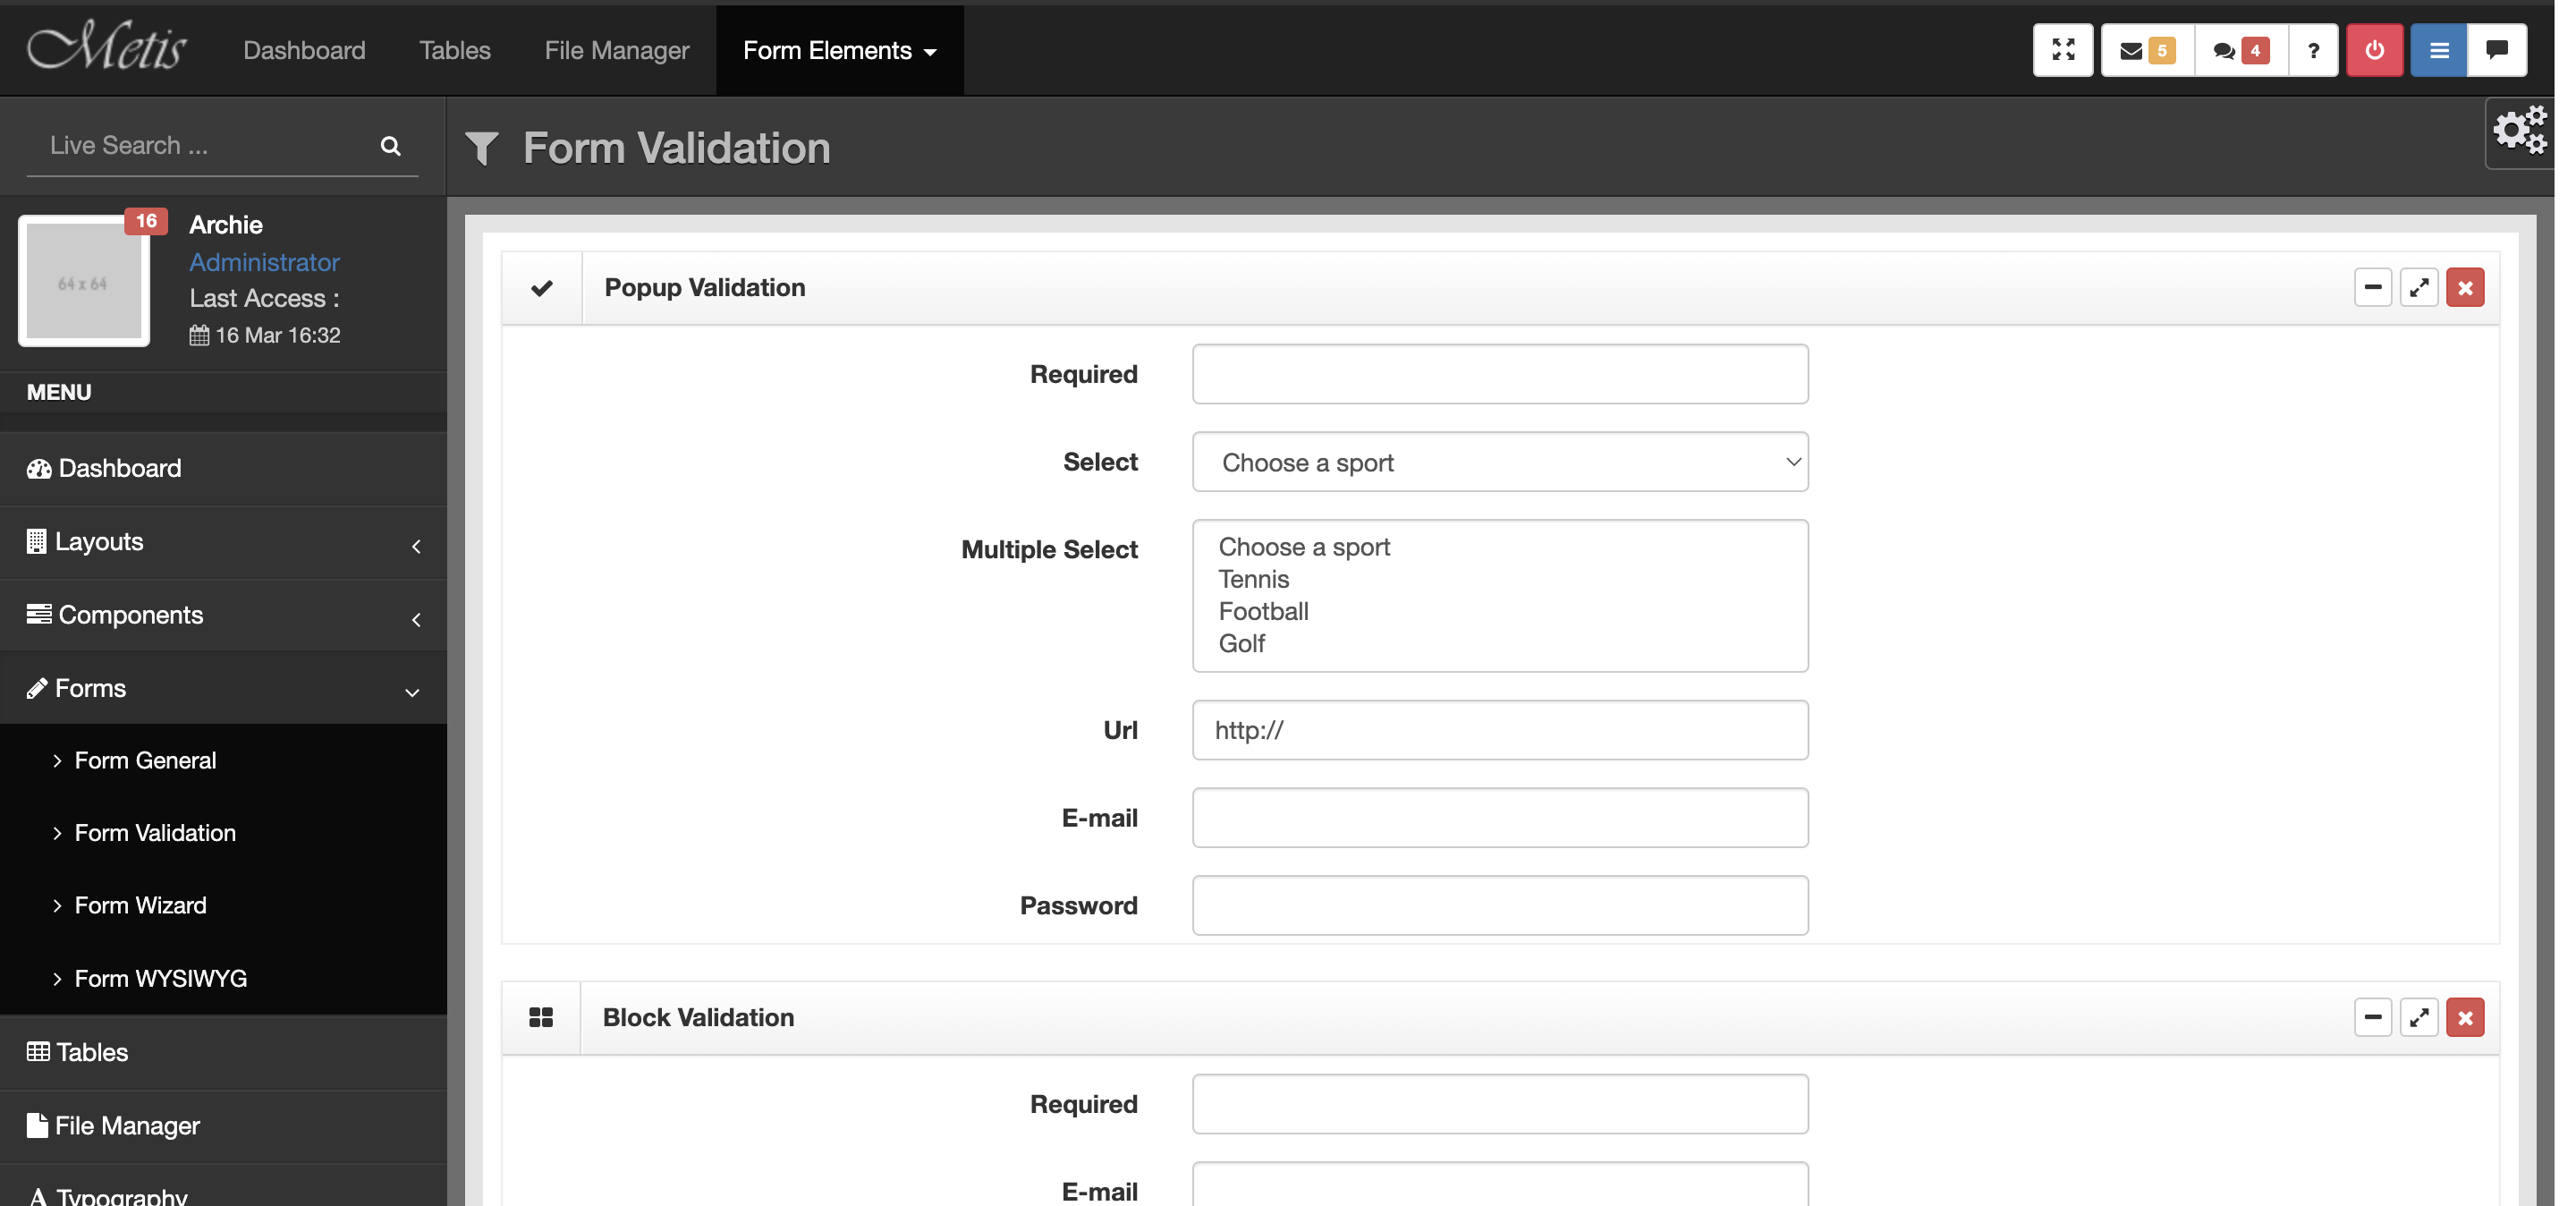 Metis
Dashboard
Tables
File Manager
Form Elements
5
4
?
Live Search ...
Form Validation
64 x 64
16
Archie
Administrator
Last Access :
16 Mar 16:32
MENU
Dashboard
Layouts
Components
Forms
Form General
Form Validation
Form Wizard
Form WYSIWYG
Tables
File Manager
Typography
Popup Validation
Required
Select
Choose a sport
Multiple Select
Choose a sport
Tennis
Football
Golf
Url
http://
E-mail
Password
Block Validation
Required
E-mail